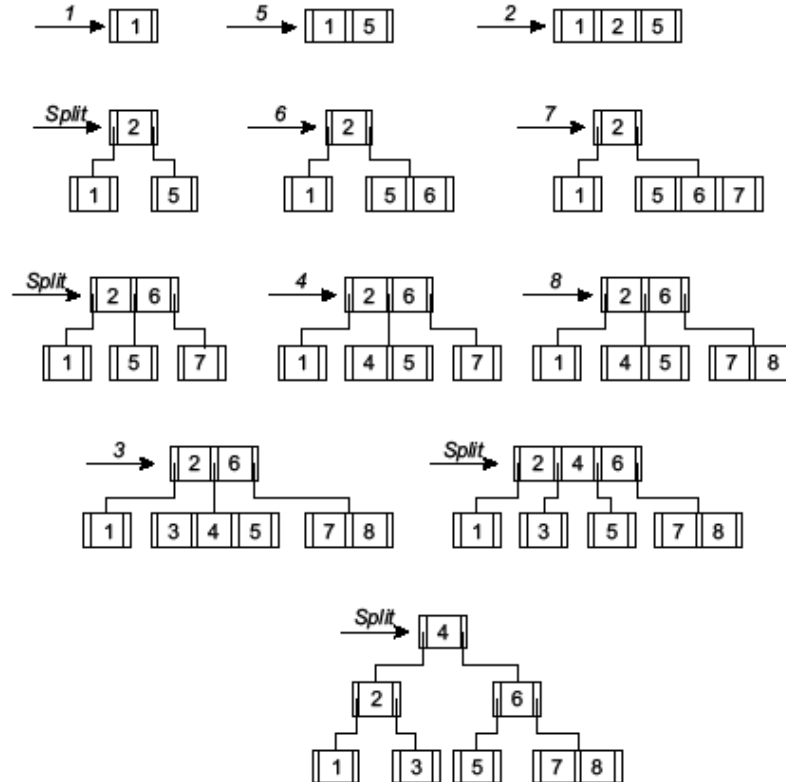 1 1 5 1 5 2 1 2 5
Split 2 6 2 7 2
1 5 1 5 6 1 5 6 7
Split 2 6 4 2 6 8 2 6
1 5 7 1 4 5 7 1 4 5 7 8
3 2 6 Split 2 4 6
1 3 4 5 7 8 1 3 5 7 8
Split 4
2 6
1 3 5 7 8